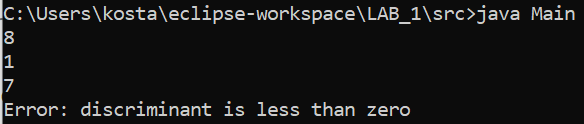 C:\Users\kosta\eclipse-workspace\LAB_1\src>java Main
8
1
7
Error: discriminant is less than zero